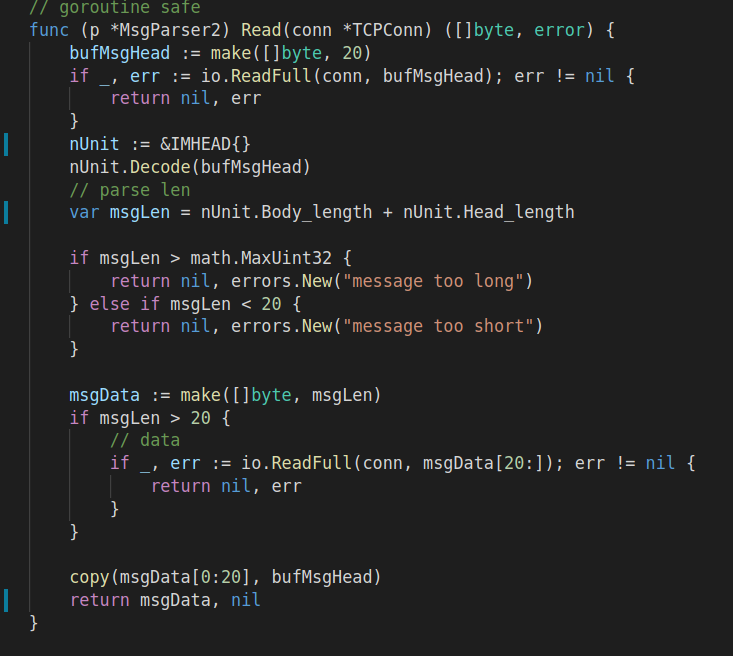 // goroutine safe
func (p *MsgParser2) Read(conn *TCPConn) ([]byte, error) {
    bufMsgHead := make([]byte, 20)
    if _, err := io.ReadFull(conn, bufMsgHead); err != nil {
        return nil, err
    }
    nUnit := &IMHEAD{}
    nUnit.Decode(bufMsgHead)
    // parse len
    var msgLen = nUnit.Body_length + nUnit.Head_length

    if msgLen > math.MaxUint32 {
        return nil, errors.New("message too long")
    } else if msgLen < 20 {
        return nil, errors.New("message too short")
    }

    msgData := make([]byte, msgLen)
    if msgLen > 20 {
        // data
        if _, err := io.ReadFull(conn, msgData[20:]); err != nil {
            return nil, err
        }
    }

    copy(msgData[0:20], bufMsgHead)
    return msgData, nil
}